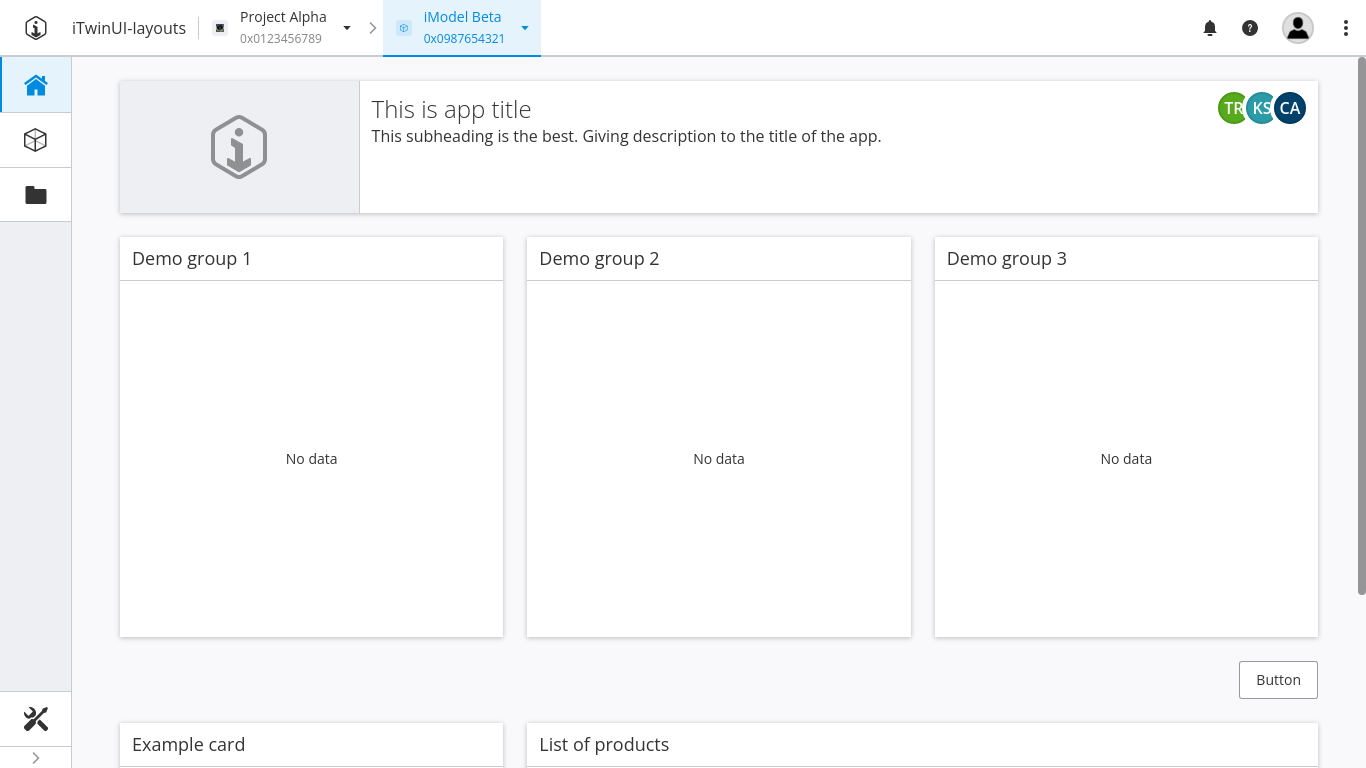 iTwinUI-layouts
Project Alpha
0x0123456789
iModel Beta
0x0987654321
This is app title
This subheading is the best. Giving description to the title of the app.
TR KS CA
Demo group 1
Demo group 2
Demo group 3
No data
No data
No data
Button
Example card
List of products